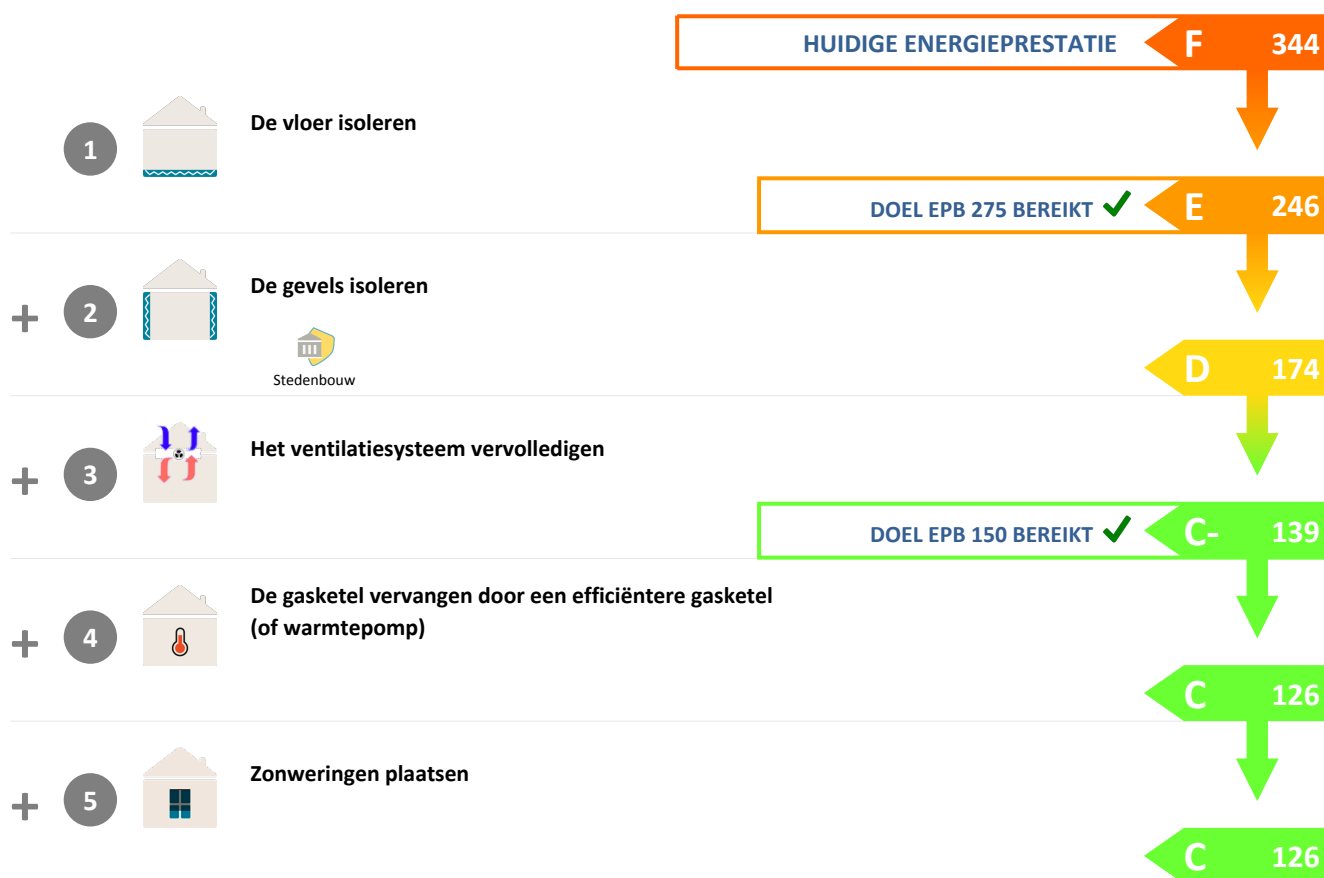 HUIDIGE ENERGIEPRESTATIE F 344
1 De vloer isoleren
DOEL EPB 275 BEREIKT E 246
+ 2 De gevels isoleren
Stedenbouw
D 174
+ 3 Het ventilatiesysteem vervolledigen
DOEL EPB 150 BEREIKT C- 139
+ 4 De gasketel vervangen door een efficiëntere gasketel
(of warmtepomp)
C 126
+ 5 Zonweringen plaatsen
C 126